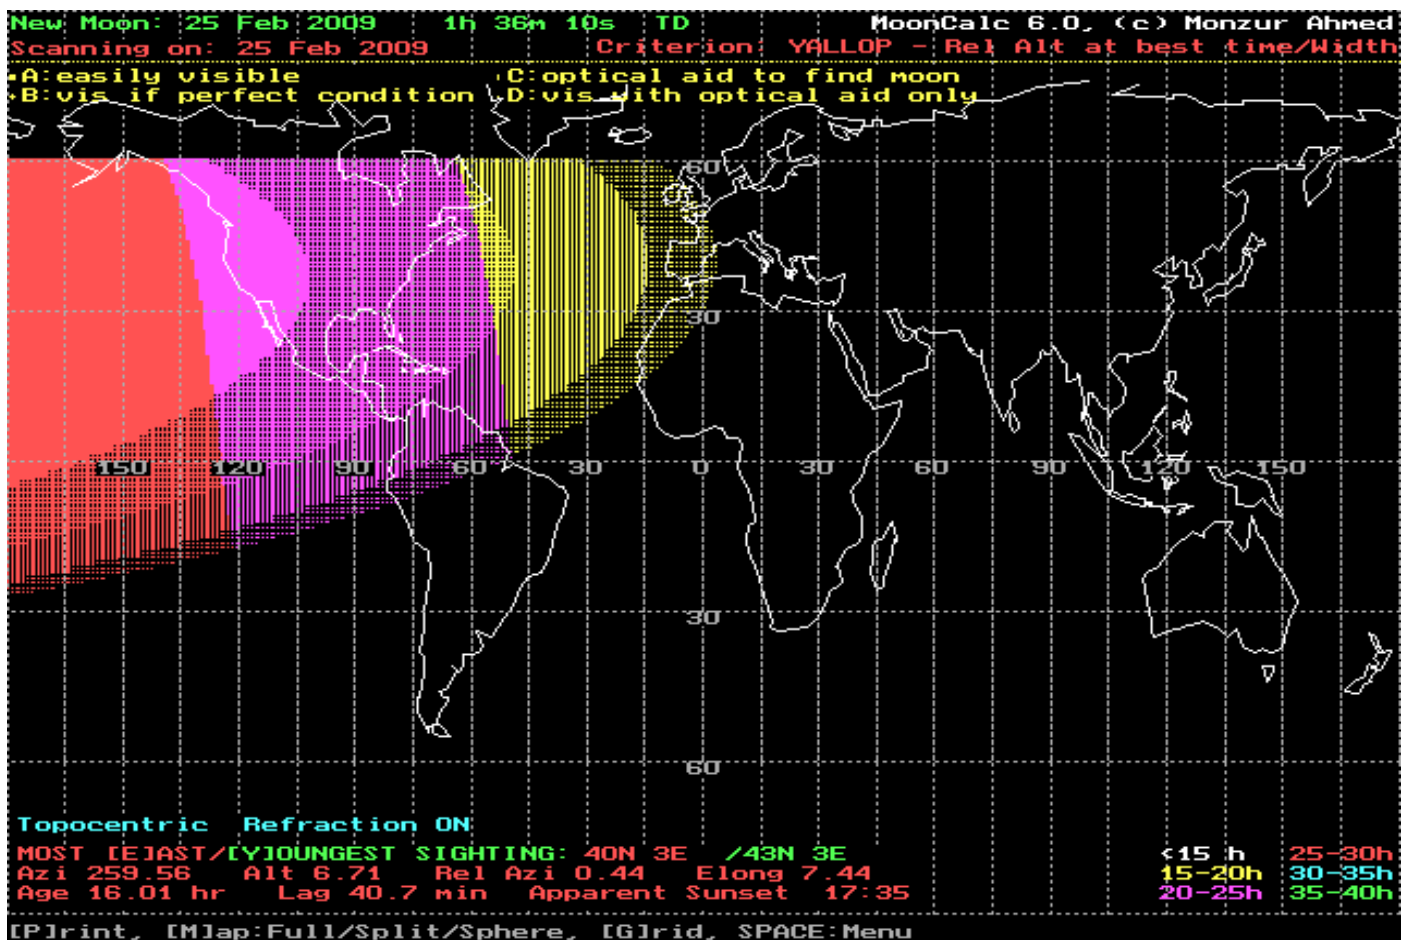 New Moon: 25 Feb 2009 1h 36m 10s TD MoonCalc 6.0, (c) Monzur Ahmed
Scanning on: 25 Feb 2009 Criterion: YALLOP - Rel Alt at best time/Width
A:easily visible C:optical aid to find moon
B:vis if perfect condition D:vis with optical aid only
60
30
150 120 90 60 30 0 30 60 90 120 150
30
60
Topocentric Refraction ON
MOST [E]AST/[Y]OUNGEST SIGHTING: 40N 3E /43N 3E <15 h 25-30h
Azi 259.56 Alt 6.71 Rel Azi 0.44 Elong 7.44 15-20h 30-35h
Age 16.01 hr Lag 40.7 min Apparent Sunset 17:35 20-25h 35-40h
[P]rint, [M]ap:Full/Split/Sphere, [G]rid, SPACE:Menu